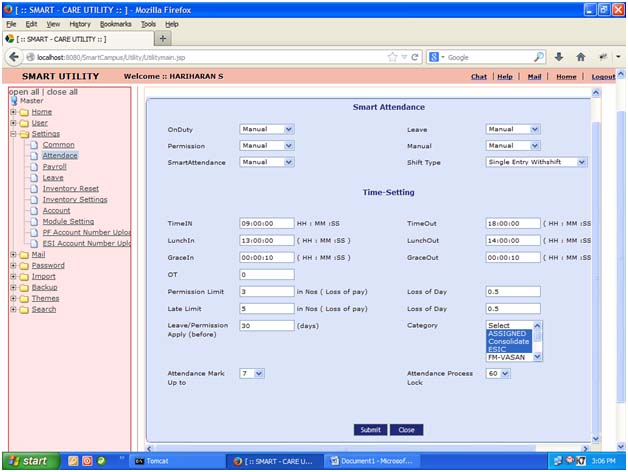 [ :: SMART - CARE UTILITY :: ] - Mozilla Firefox
File Edit View History Bookmarks Tools Help
[ :: SMART - CARE UTILITY :: ]
localhost:8080/SmartCampus/Utility/Utilitymain.jsp
Google
SMART UTILITY Welcome :: HARIHARAN S Chat | Help | Mail | Home | Logout
open all | close all
Master
Home
User
Settings
Common
Attendace
Payroll
Leave
Inventory Reset
Inventory Settings
Account
Module Setting
PF Account Number Uploa
ESI Account Number Uplo
Mail
Password
Import
Backup
Themes
Search
Smart Attendance
OnDuty Manual Leave Manual
Permission Manual Manual Manual
SmartAttendance Manual Shift Type Single Entry Withshift
Time-Setting
TimeIN 09:00:00 HH : MM :SS TimeOut 18:00:00 ( HH : MM :SS
LunchIn 13:00:00 ( HH : MM :SS ) LunchOut 14:00:00 ( HH : MM :SS
GraceIn 00:00:10 ( HH : MM :SS ) GraceOut 00:00:10 ( HH : MM :SS
OT 0
Permission Limit 3 in Nos ( Loss of pay) Loss of Day 0.5
Late Limit 5 in Nos ( Loss of pay) Loss of Day 0.5
Leave/Permission Apply (before) 30 (days) Category Select
ASSIGNED
Consolidate
ESIC
FM-VASAN
Attendance Mark Up to 7 Attendance Process Lock 60
Submit Close
start Tomcat [ :: SMART - CARE U... Document1 - Microsof... 3:06 PM